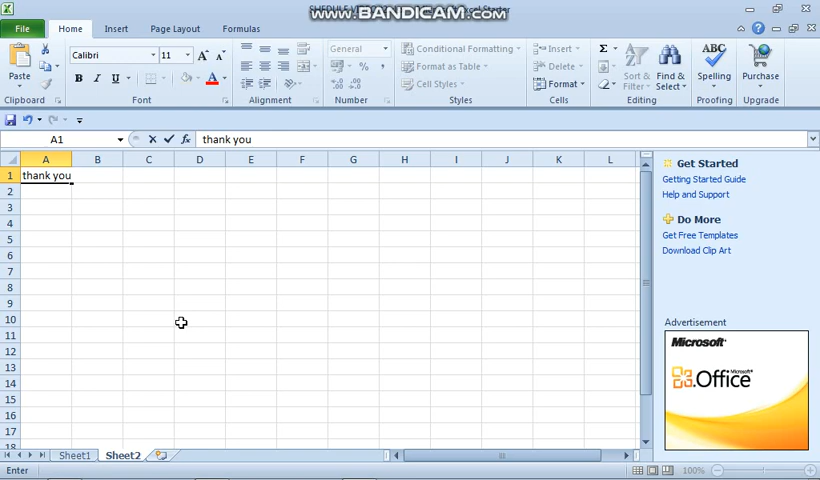 www.BANDICAM.com
File Home Insert Page Layout Formulas
Paste
Clipboard
Calibri 11
B I U
Font
Alignment
General
Number
Conditional Formatting
Format as Table
Cell Styles
Styles
Insert
Delete
Format
Cells
Sort & Filter
Find & Select
Editing
ABC
Spelling
Proofing
Purchase
Upgrade
A1 fx thank you
A B C D E F G H I J K L
1 thank you
2
3
4
5
6
7
8
9
10
11
12
13
14
15
16
17
18
Get Started
Getting Started Guide
Help and Support
Do More
Get Free Templates
Download Clip Art
Advertisement
Microsoft
Office Microsoft
Sheet1 Sheet2
Enter 100%